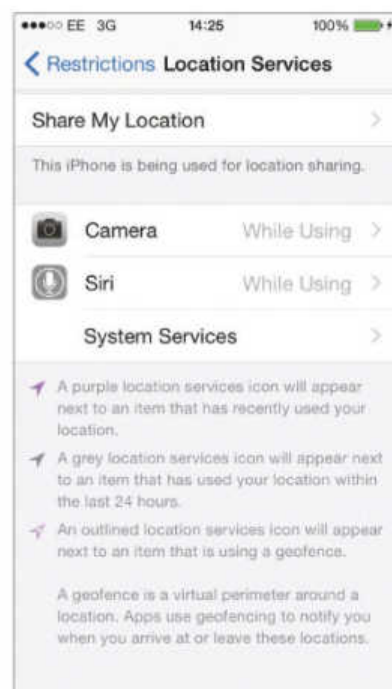 EE 3G 14:25 100%
Restrictions Location Services
Share My Location
This iPhone is being used for location sharing.
Camera While Using
Siri While Using
System Services
A purple location services icon will appear
next to an item that has recently used your
location.
A grey location services icon will appear next
to an item that has used your location within
the last 24 hours.
An outlined location services icon will appear
next to an item that is using a geofence.
A geofence is a virtual perimeter around a
location. Apps use geofencing to notify you
when you arrive at or leave these locations.